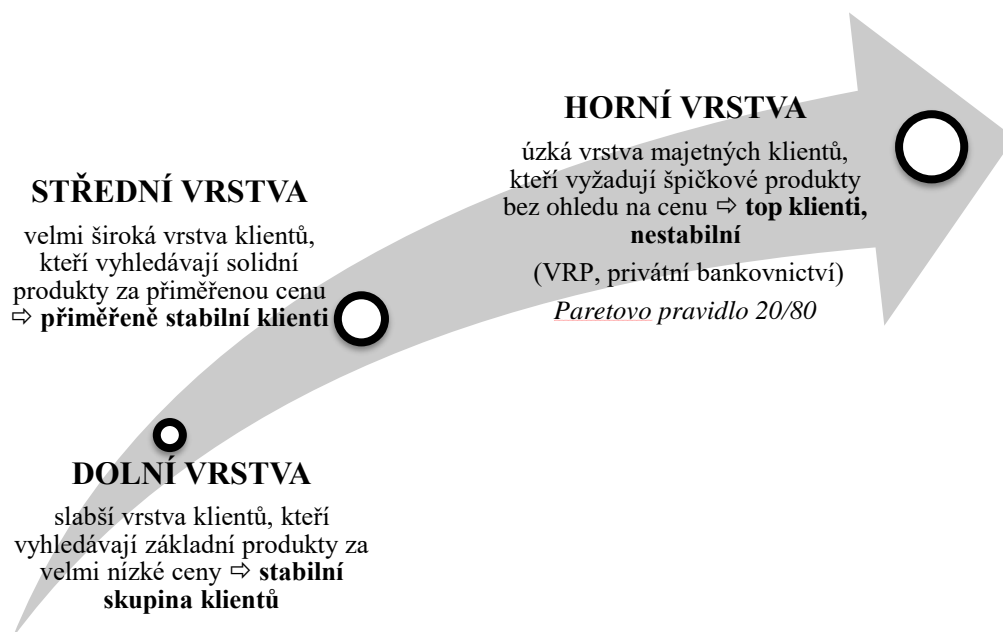 HORNÍ VRSTVA
úzká vrstva majetných klientů,
kteří vyžadují špičkové produkty
bez ohledu na cenu ⇨ top klienti,
nestabilní
(VRP, privátní bankovnictví)
Paretovo pravidlo 20/80
STŘEDNÍ VRSTVA
velmi široká vrstva klientů,
kteří vyhledávají solidní
produkty za přiměřenou cenu
⇨ přiměřeně stabilní klienti
DOLNÍ VRSTVA
slabší vrstva klientů, kteří
vyhledávají základní produkty za
velmi nízké ceny ⇨ stabilní
skupina klientů